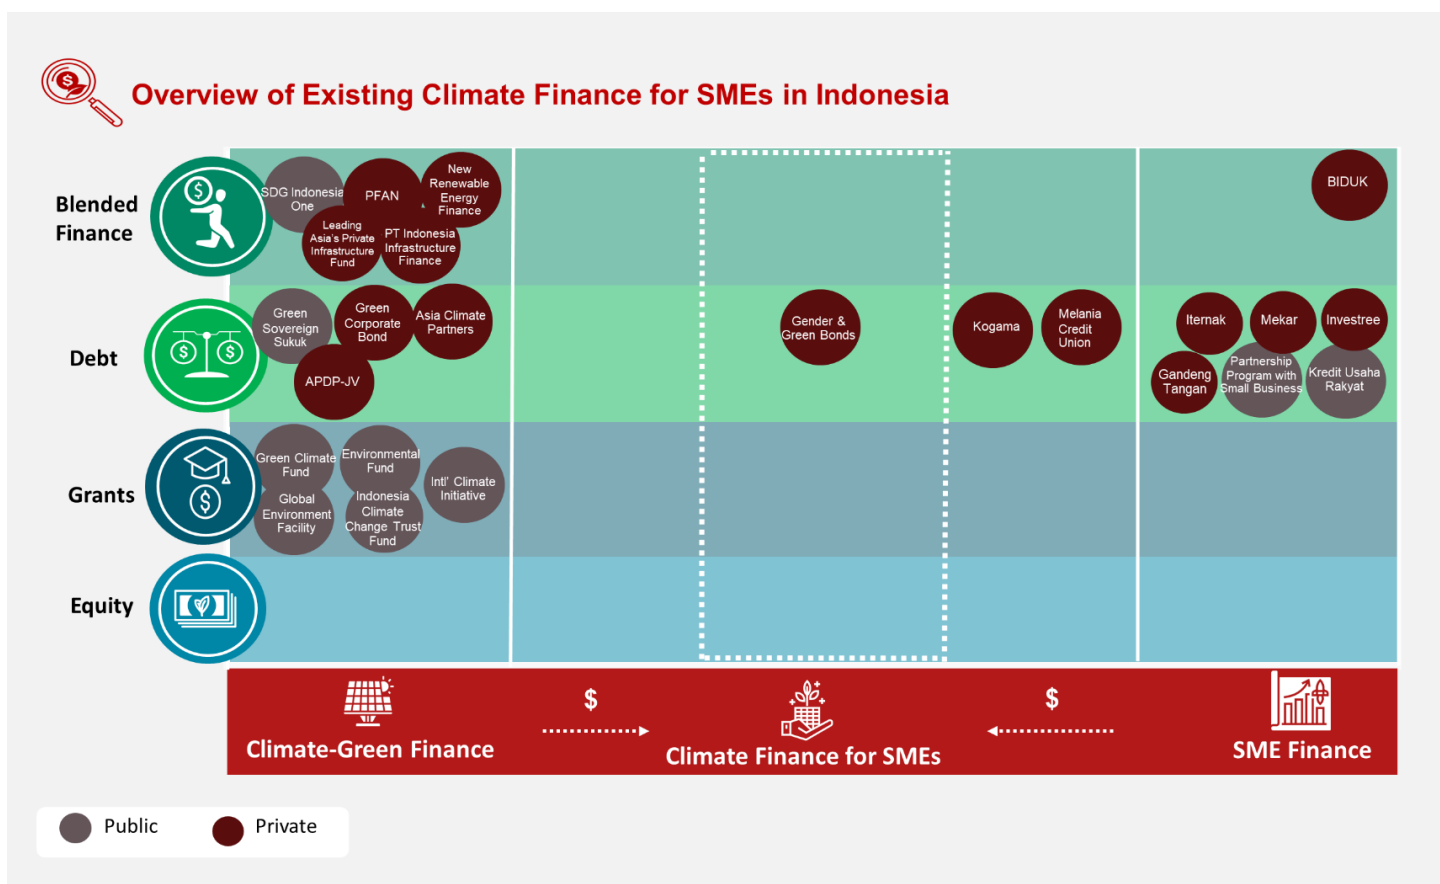 Overview of Existing Climate Finance for SMEs in Indonesia
Blended
Finance
SDG Indonesia
One
PFAN
New
Renewable
Energy
Finance
Leading
Asia's Private
Infrastructure
Fund
PT Indonesia
Infrastructure
Finance
BIDUK
Debt
Green
Sovereign
Sukuk
Green
Corporate
Bond
Asia Climate
Partners
APDP-JV
Gender &
Green Bonds
Kogama
Melania
Credit
Union
Iternak
Mekar
Investree
Gandeng
Tangan
Partnership
Program with
Small Business
Kredit Usaha
Rakyat
Grants
Green Climate
Fund
Environmental
Fund
Intl' Climate
Initiative
Global
Environment
Facility
Indonesia
Climate
Change Trust
Fund
Equity
$
$
Climate-Green Finance
Climate Finance for SMEs
SME Finance
Public
Private